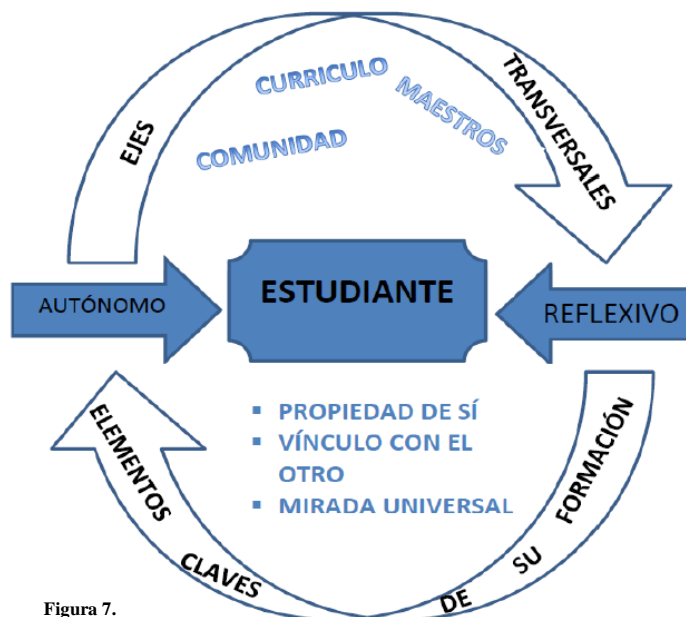 EJES TRANSVERSALES
CURRICULO
MAESTROS
COMUNIDAD
AUTÓNOMO
ESTUDIANTE
REFLEXIVO
▪ PROPIEDAD DE SÍ
▪ VÍNCULO CON EL
OTRO
▪ MIRADA UNIVERSAL
ELEMENTOS CLAVES DE SU FORMACIÓN
Figura 7.